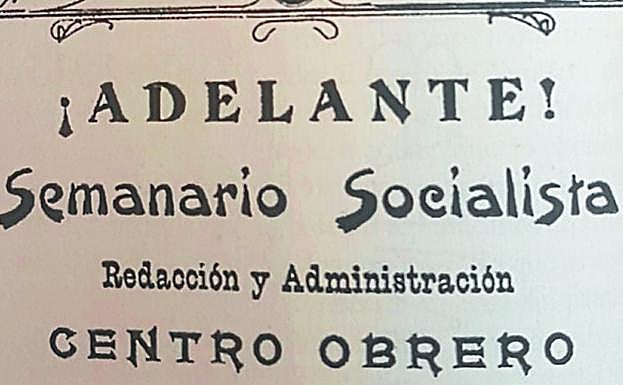 ¡ADELANTE!
Semanario Socialista
Redacción y Administración
CENTRO OBRERO